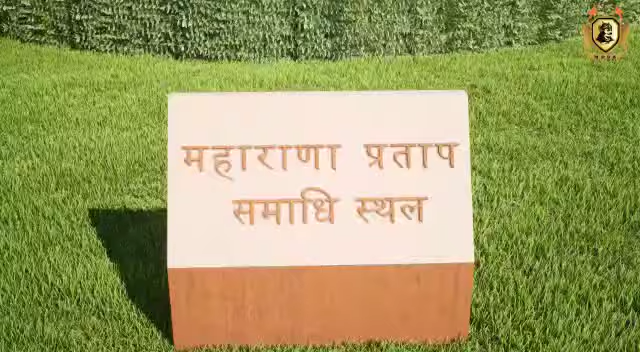 महाराणा प्रताप
समाधि स्थल